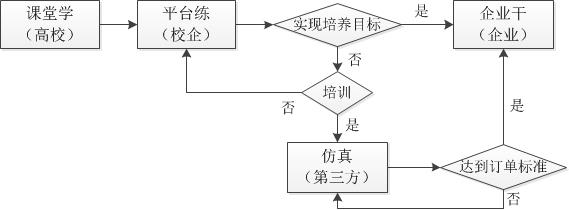 课堂学
（高校）
平台练
（校企）
实现培养目标
是
企业干
（企业）
否
培训
否
是
是
仿真
（第三方）
达到订单标准
否